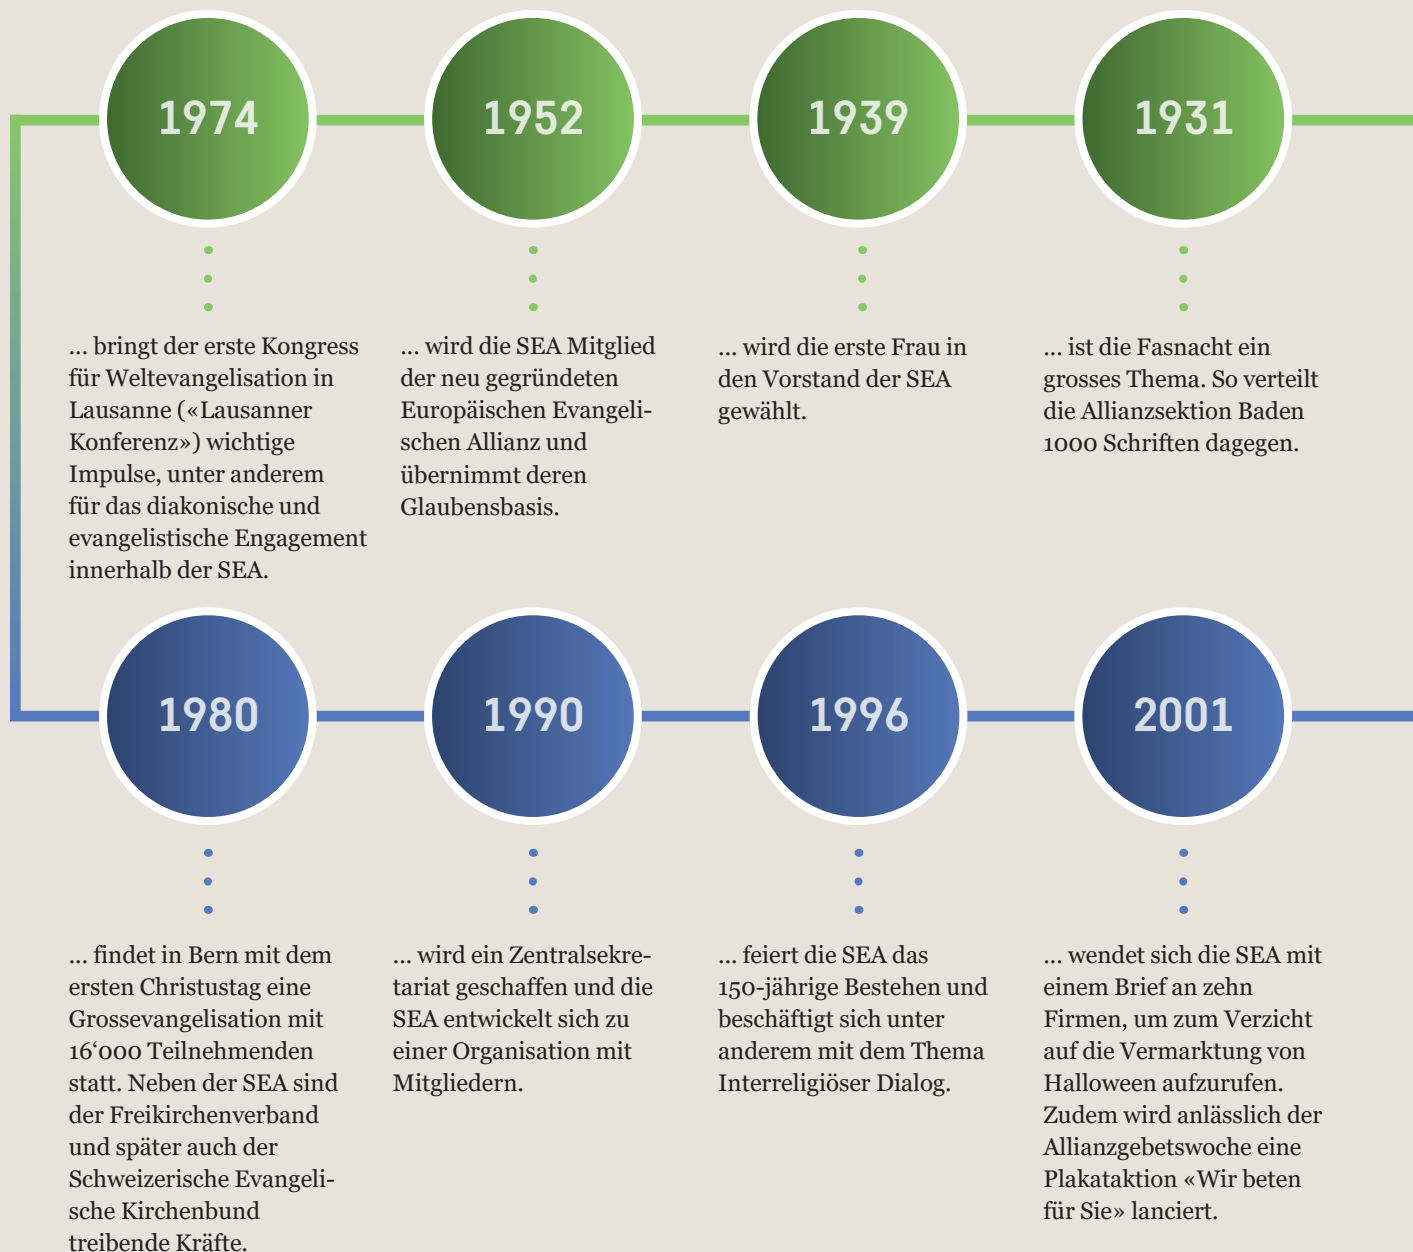 1974
... bringt der erste Kongress
für Weltevangelisation in
Lausanne («Lausanner
Konferenz») wichtige
Impulse, unter anderem
für das diakonische und
evangelistische Engagement
innerhalb der SEA.
1952
... wird die SEA Mitglied
der neu gegründeten
Europäischen Evangeli-
schen Allianz und
übernimmt deren
Glaubensbasis.
1939
... wird die erste Frau in
den Vorstand der SEA
gewählt.
1931
... ist die Fasnacht ein
grosses Thema. So verteilt
die Allianzsektion Baden
1000 Schriften dagegen.
1980
... findet in Bern mit dem
ersten Christustag eine
Grossevangelisation mit
16‘000 Teilnehmenden
statt. Neben der SEA sind
der Freikirchenverband
und später auch der
Schweizerische Evangeli-
sche Kirchenbund
treibende Kräfte.
1990
... wird ein Zentralsekre-
tariat geschaffen und die
SEA entwickelt sich zu
einer Organisation mit
Mitgliedern.
1996
... feiert die SEA das
150-jährige Bestehen und
beschäftigt sich unter
anderem mit dem Thema
Interreligiöser Dialog.
2001
... wendet sich die SEA mit
einem Brief an zehn
Firmen, um zum Verzicht
auf die Vermarktung von
Halloween aufzurufen.
Zudem wird anlässlich der
Allianzgebetswoche eine
Plakataktion «Wir beten
für Sie» lanciert.